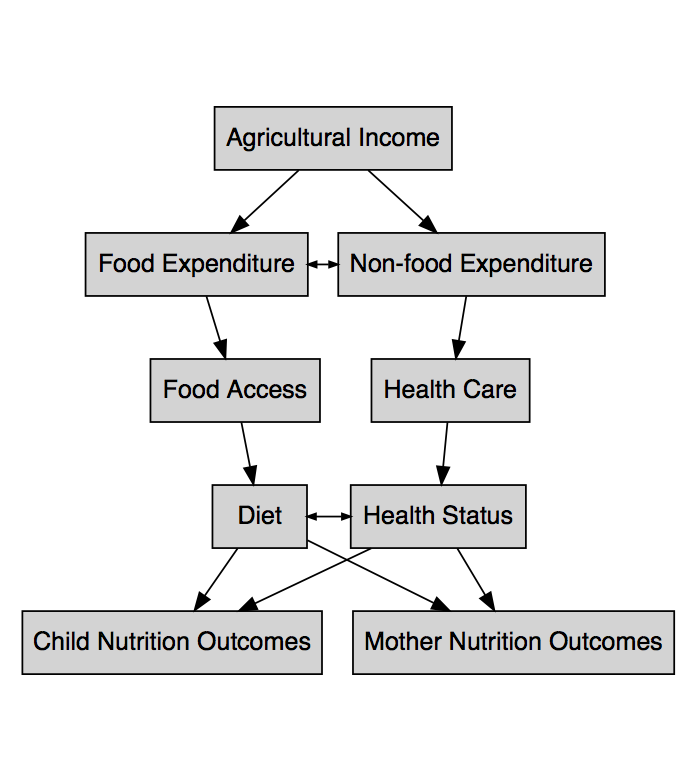 Agricultural Income
Food Expenditure
Non-food Expenditure
Food Access
Health Care
Diet
Health Status
Child Nutrition Outcomes
Mother Nutrition Outcomes